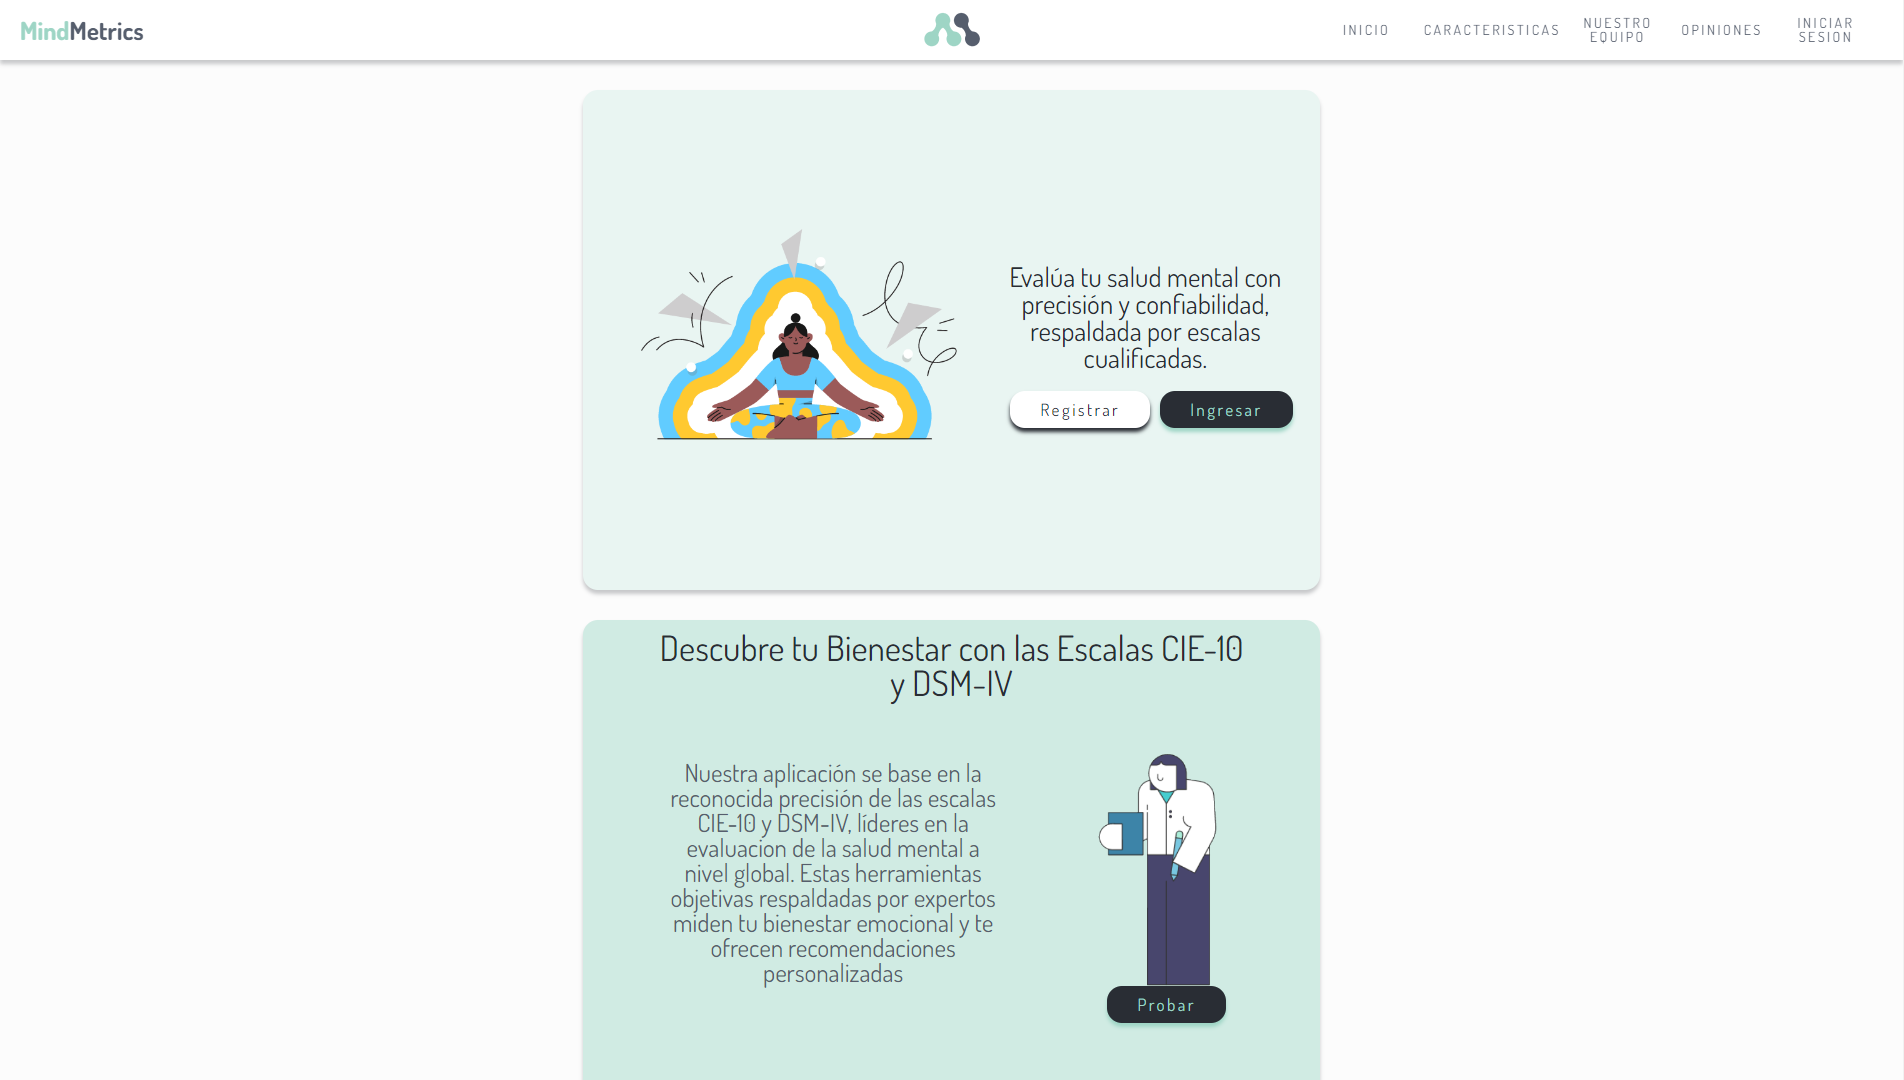 MindMetrics
INICIO
CARACTERISTICAS
NUESTRO
EQUIPO
OPINIONES
INICIAR
SESION
Evalúa tu salud mental con
precisión y confiabilidad,
respaldada por escalas
cualificadas.
Registrar
Ingresar
Descubre tu Bienestar con las Escalas CIE-10
y DSM-IV
Nuestra aplicación se base en la
reconocida precisión de las escalas
CIE-10 y DSM-IV, líderes en la
evaluacion de la salud mental a
nivel global. Estas herramientas
objetivas respaldadas por expertos
miden tu bienestar emocional y te
ofrecen recomendaciones
personalizadas
Probar